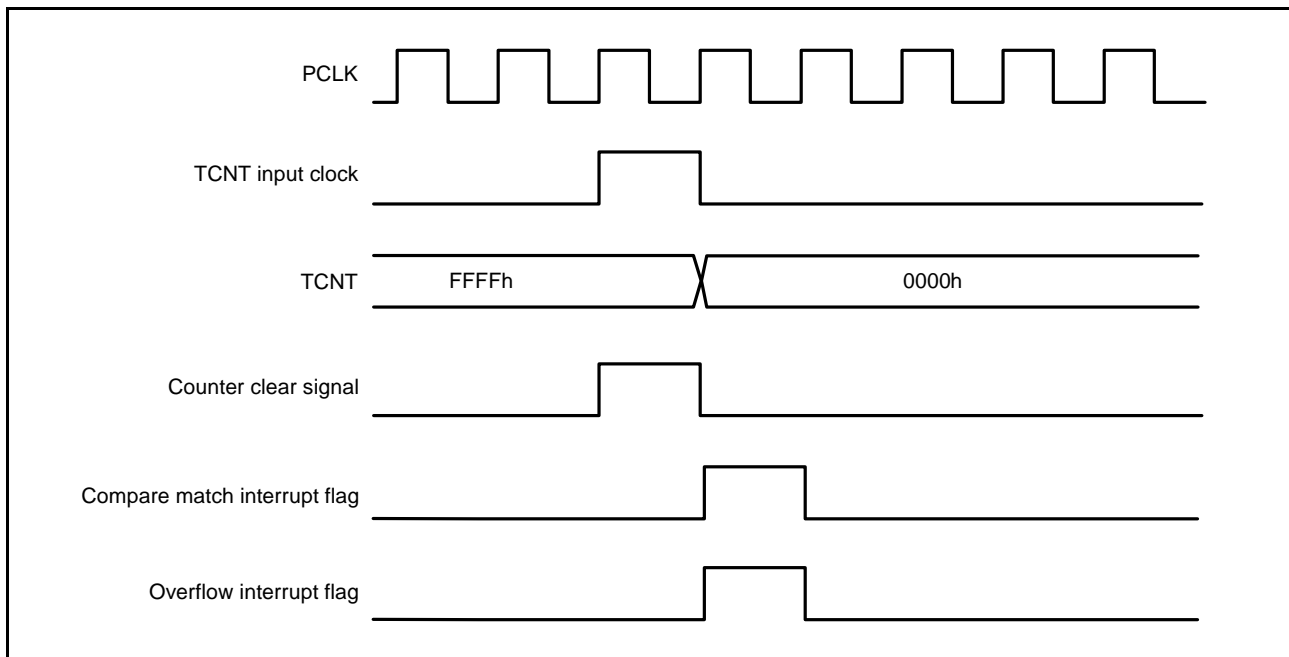 PCLK
TCNT input clock
TCNT
FFFFh
0000h
Counter clear signal
Compare match interrupt flag
Overflow interrupt flag